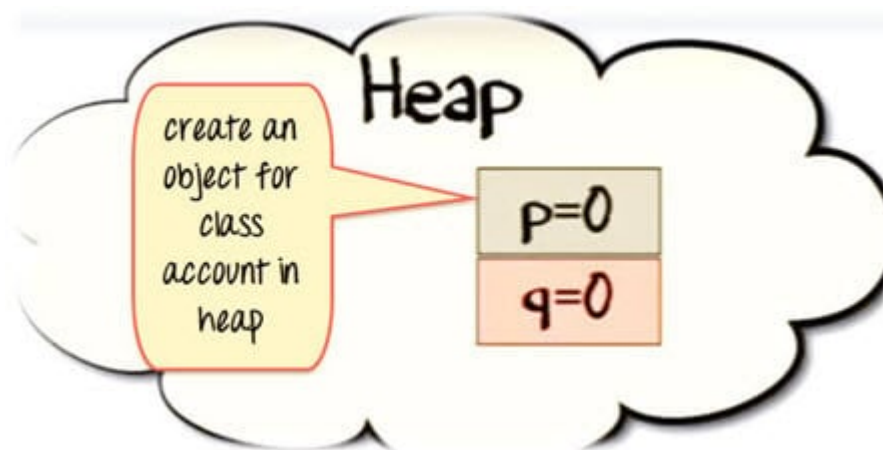 Heap
create an
object for
class
account in
heap
p=0
q=0